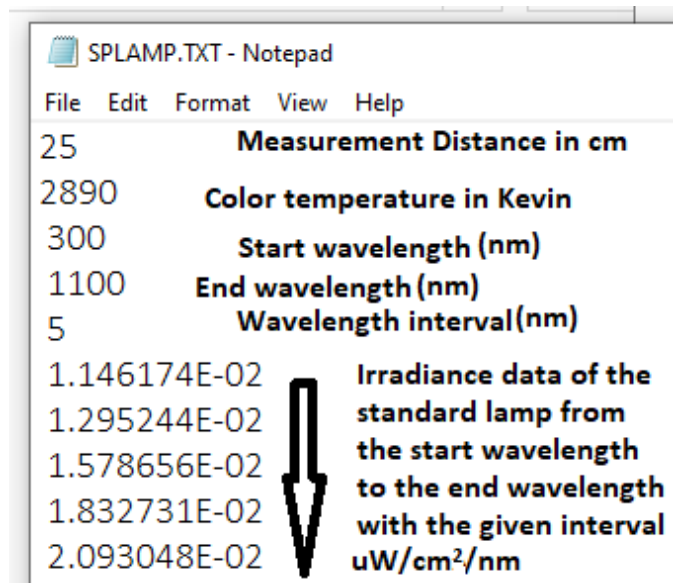 SPLAMP.TXT - Notepad
File Edit Format View Help
25 Measurement Distance in cm
2890 Color temperature in Kevin
300 Start wavelength (nm)
1100 End wavelength (nm)
5 Wavelength interval (nm)
1.146174E-02 Irradiance data of the
1.295244E-02 standard lamp from
1.578656E-02 the start wavelength
1.832731E-02 to the end wavelength
2.093048E-02 with the given interval
uW/cm²/nm